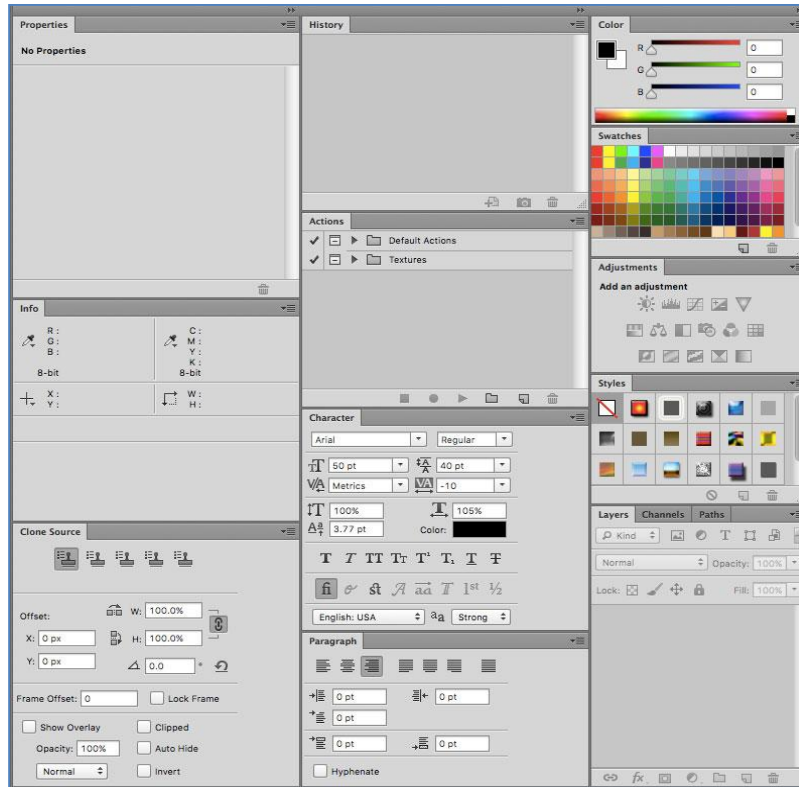 Properties
No Properties
Info
R :
G :
B :
8-bit
C :
M :
Y :
K :
8-bit
X :
Y :
W :
H :
Clone Source
Offset:
W: 100.0%
X: 0 px
H: 100.0%
Y: 0 px
0.0 °
Frame Offset: 0
Lock Frame
Show Overlay
Clipped
Opacity: 100%
Auto Hide
Normal
Invert
History
Actions
Default Actions
Textures
Character
Arial
Regular
50 pt
40 pt
Metrics
-10
100%
105%
3.77 pt
Color:
T T TT Tт T¹ T₁ T T
fi st A aa T 1st ½
English: USA
aa
Strong
Paragraph
0 pt
0 pt
0 pt
0 pt
0 pt
Hyphenate
Color
R 0
G 0
B 0
Swatches
Adjustments
Add an adjustment
Styles
Layers Channels Paths
Kind
T
Normal
Opacity: 100%
Lock:
Fill: 100%
fx